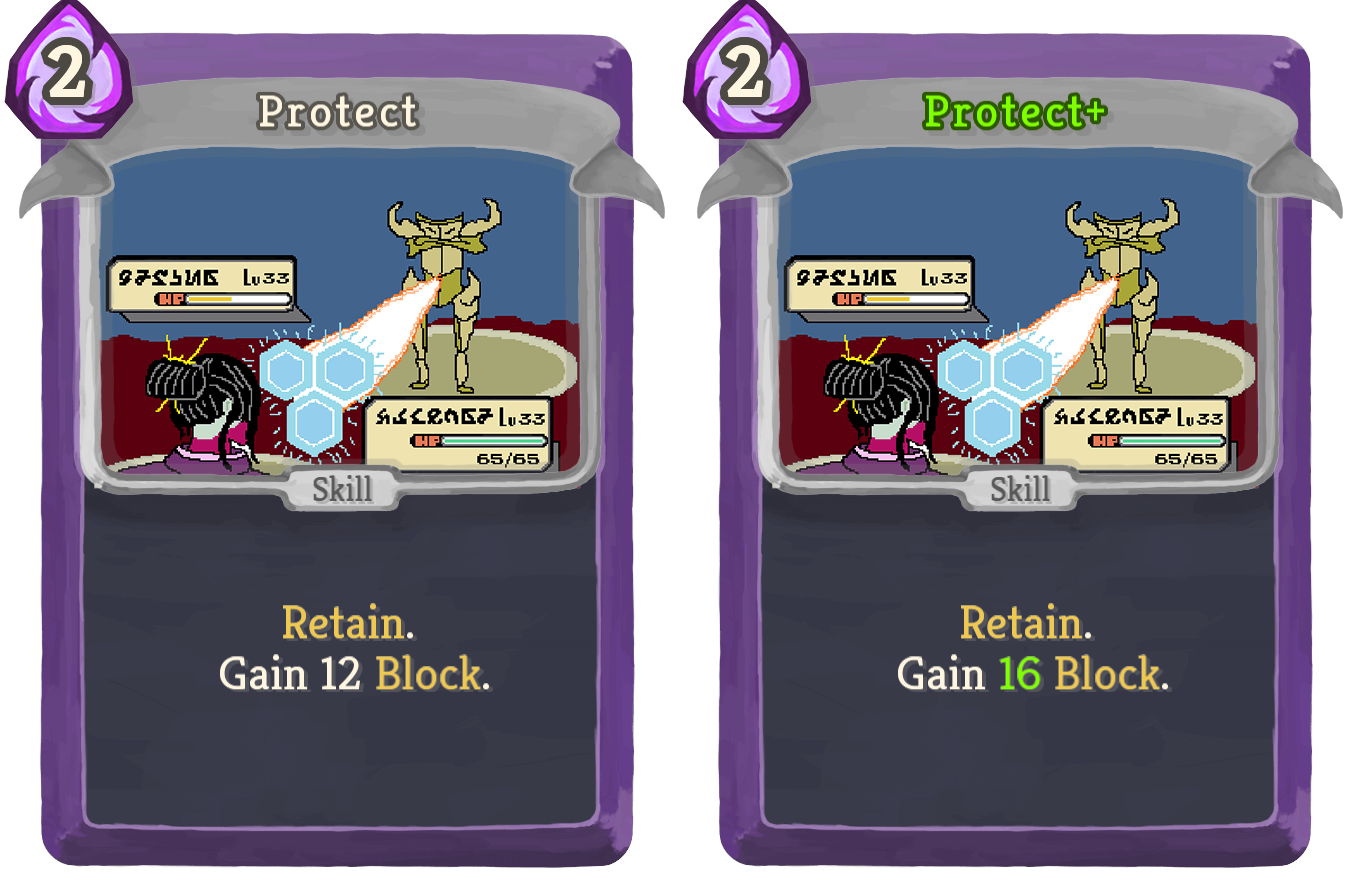 2
Protect
Lv33
HP
Lv33
HP
65/65
Skill
Retain.
Gain 12 Block.
2
Protect+
Lv33
HP
Lv33
HP
65/65
Skill
Retain.
Gain 16 Block.